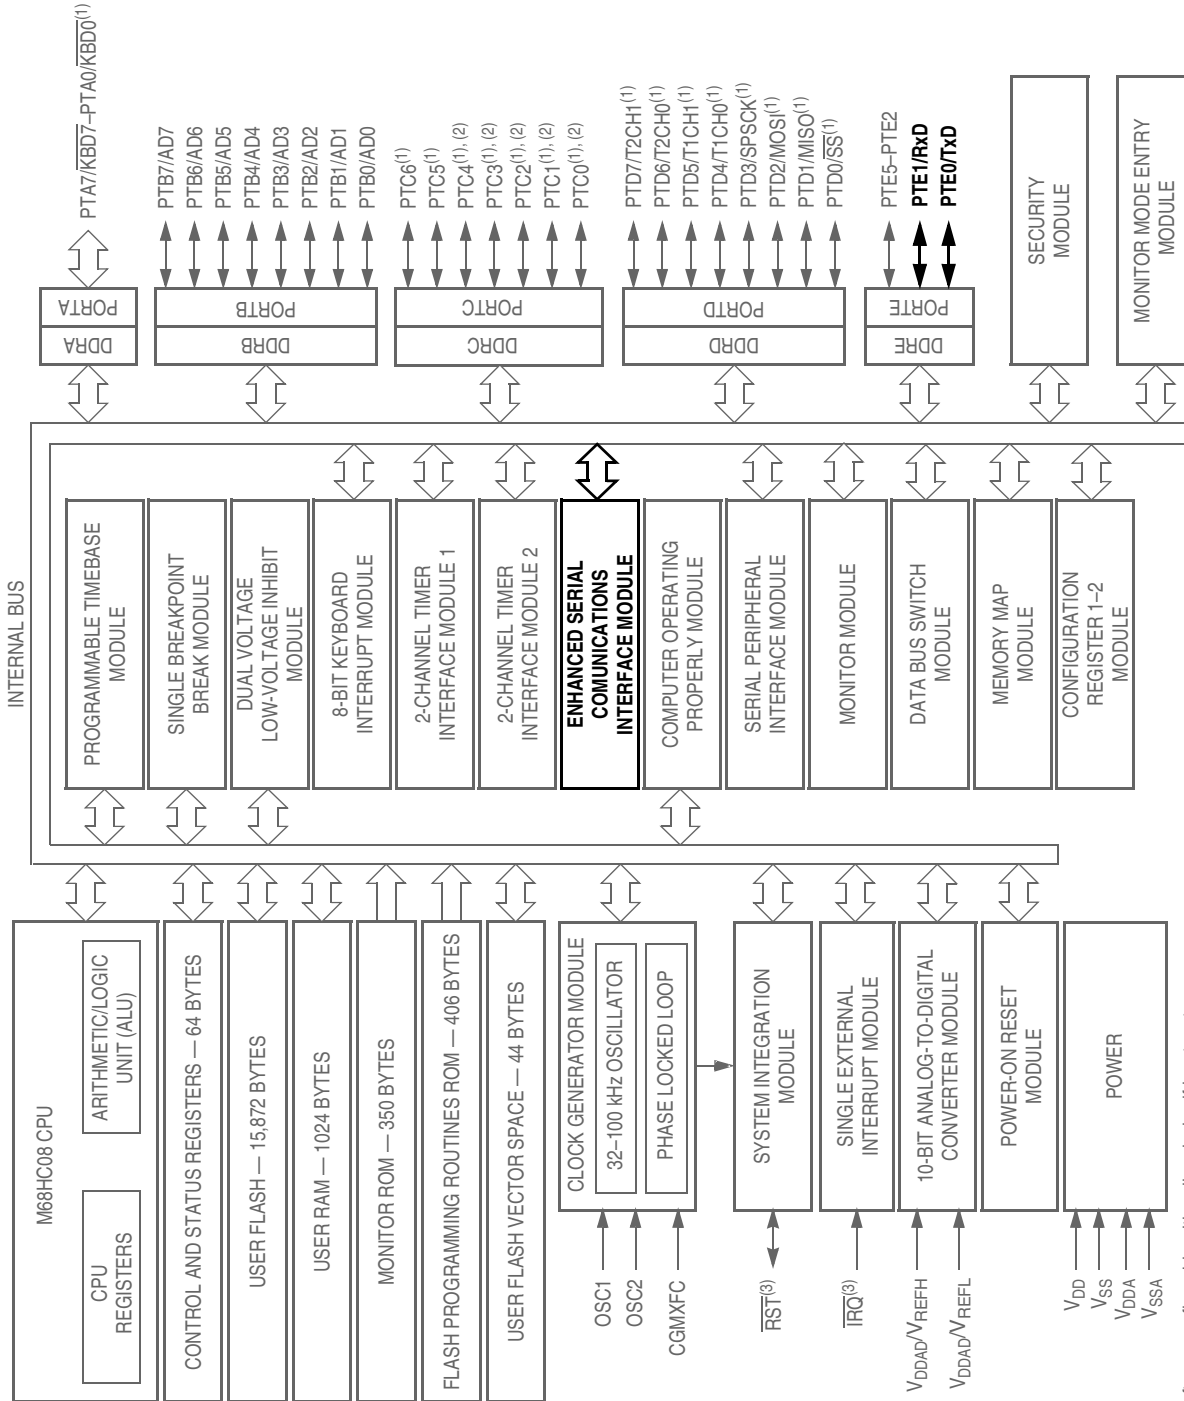 INTERNAL BUS
M68HC08 CPU
CPU
REGISTERS
ARITHMETIC/LOGIC
UNIT (ALU)
CONTROL AND STATUS REGISTERS — 64 BYTES
USER FLASH — 15,872 BYTES
USER RAM — 1024 BYTES
MONITOR ROM — 350 BYTES
FLASH PROGRAMMING ROUTINES ROM — 406 BYTES
USER FLASH VECTOR SPACE — 44 BYTES
CLOCK GENERATOR MODULE
32–100 kHz OSCILLATOR
PHASE LOCKED LOOP
OSC1
OSC2
CGMXFC
SYSTEM INTEGRATION
MODULE
RST(3)
SINGLE EXTERNAL
INTERRUPT MODULE
IRQ(3)
10-BIT ANALOG-TO-DIGITAL
CONVERTER MODULE
VDDAD/VREFH
VDDAD/VREFL
POWER-ON RESET
MODULE
POWER
VDD
VSS
VDDA
VSSA
PROGRAMMABLE TIMEBASE
MODULE
SINGLE BREAKPOINT
BREAK MODULE
DUAL VOLTAGE
LOW-VOLTAGE INHIBIT
MODULE
8-BIT KEYBOARD
INTERRUPT MODULE
2-CHANNEL TIMER
INTERFACE MODULE 1
2-CHANNEL TIMER
INTERFACE MODULE 2
ENHANCED SERIAL
COMUNICATIONS
INTERFACE MODULE
COMPUTER OPERATING
PROPERLY MODULE
SERIAL PERIPHERAL
INTERFACE MODULE
MONITOR MODULE
DATA BUS SWITCH
MODULE
MEMORY MAP
MODULE
CONFIGURATION
REGISTER 1–2
MODULE
DDRA
PORTA
PTA7/KBD7–PTA0/KBD0(1)
DDRB
PORTB
PTB7/AD7
PTB6/AD6
PTB5/AD5
PTB4/AD4
PTB3/AD3
PTB2/AD2
PTB1/AD1
PTB0/AD0
DDRC
PORTC
PTC6(1)
PTC5(1)
PTC4(1), (2)
PTC3(1), (2)
PTC2(1), (2)
PTC1(1), (2)
PTC0(1), (2)
DDRD
PORTD
PTD7/T2CH1(1)
PTD6/T2CH0(1)
PTD5/T1CH1(1)
PTD4/T1CH0(1)
PTD3/SPSCK(1)
PTD2/MOSI(1)
PTD1/MISO(1)
PTD0/SS(1)
DDRE
PORTE
PTE5–PTE2
PTE1/RxD
PTE0/TxD
SECURITY
MODULE
MONITOR MODE ENTRY
MODULE